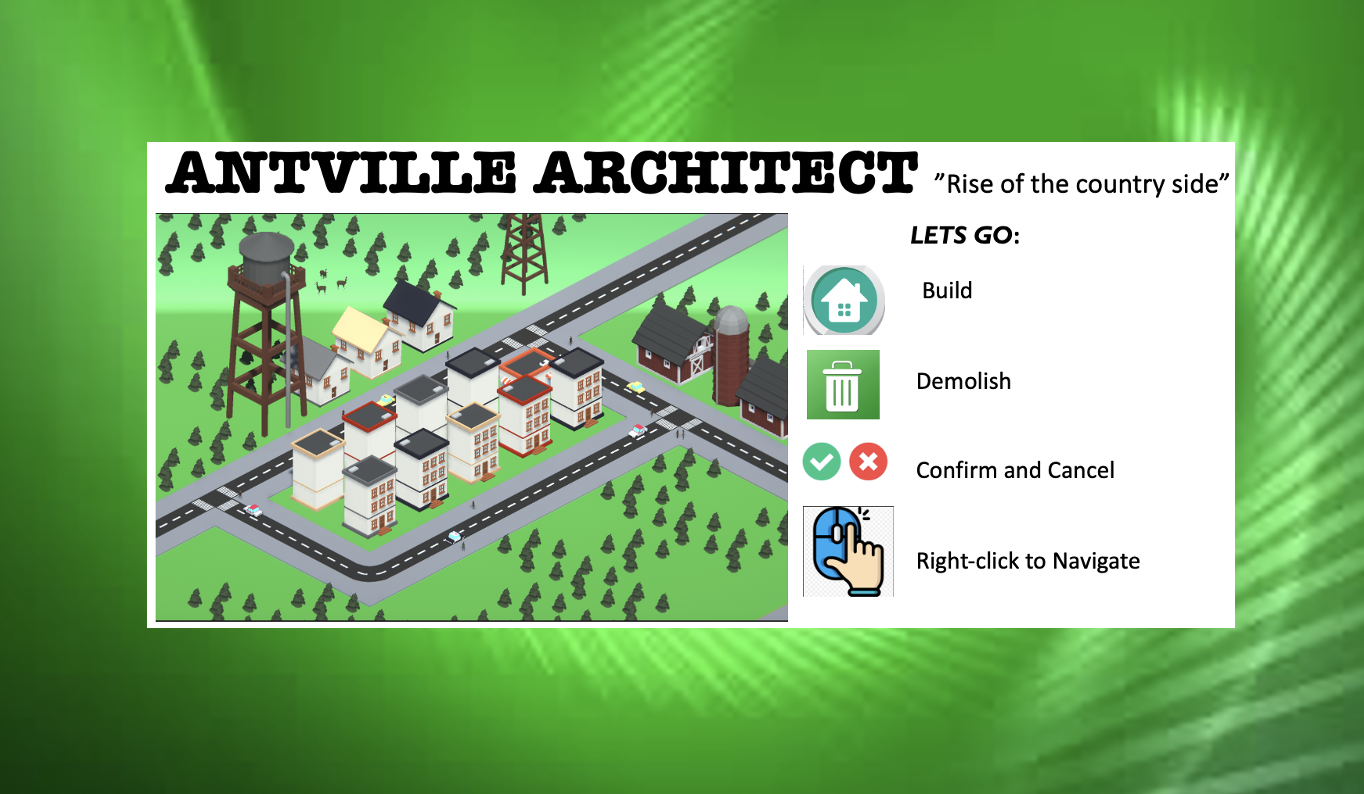 ANTVILLE ARCHITECT ”Rise of the country side”
LETS GO:
Build
Demolish
Confirm and Cancel
Right-click to Navigate